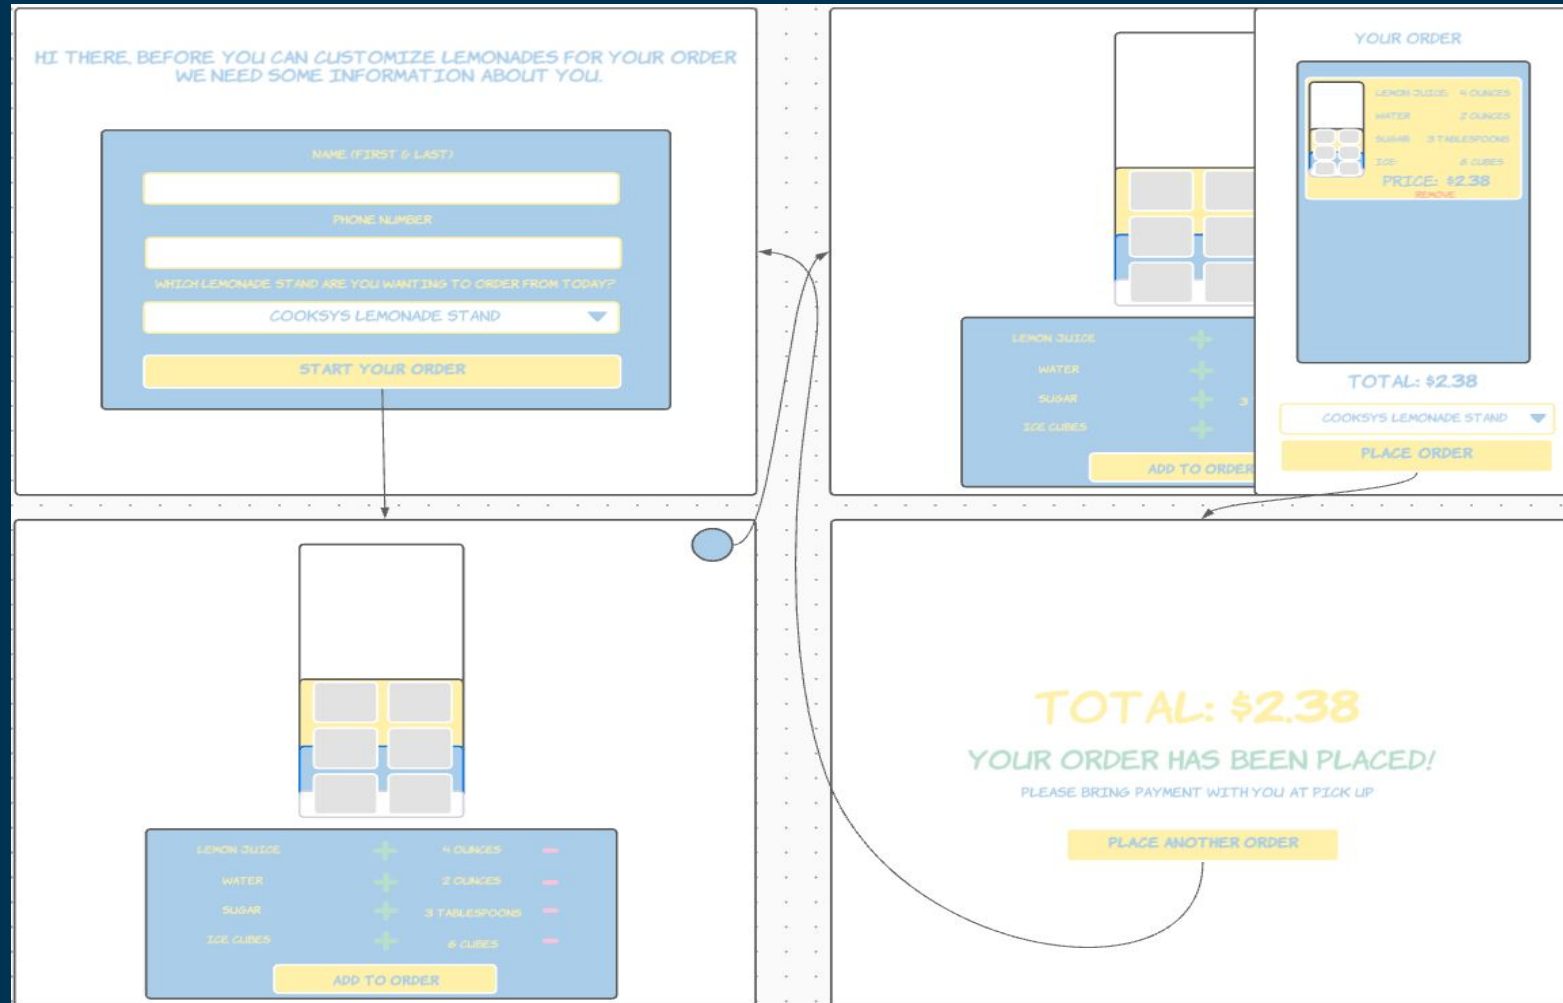 HI THERE, BEFORE YOU CAN CUSTOMIZE LEMONADES FOR YOUR ORDER
WE NEED SOME INFORMATION ABOUT YOU.
NAME (FIRST & LAST)
PHONE NUMBER
WHICH LEMONADE STAND ARE YOU WANTING TO ORDER FROM TODAY?
COOKSYS LEMONADE STAND
START YOUR ORDER
LEMON JUICE
WATER
SUGAR 3
ICE CUBES
ADD TO ORDER
YOUR ORDER
LEMON JUICE: 4 OUNCES
WATER 2 OUNCES
SUGAR 3 TABLESPOONS
ICE: 6 CUBES
PRICE: $2.38
REMOVE
TOTAL: $2.38
COOKSYS LEMONADE STAND
PLACE ORDER
LEMON JUICE + 4 OUNCES -
WATER + 2 OUNCES -
SUGAR + 3 TABLESPOONS -
ICE CUBES + 6 CUBES -
ADD TO ORDER
TOTAL: $2.38
YOUR ORDER HAS BEEN PLACED!
PLEASE BRING PAYMENT WITH YOU AT PICK UP
PLACE ANOTHER ORDER